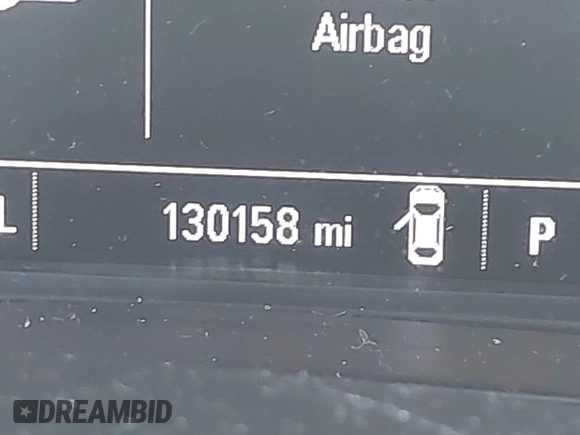 Airbag
L
130158 mi
P
DREAMBID